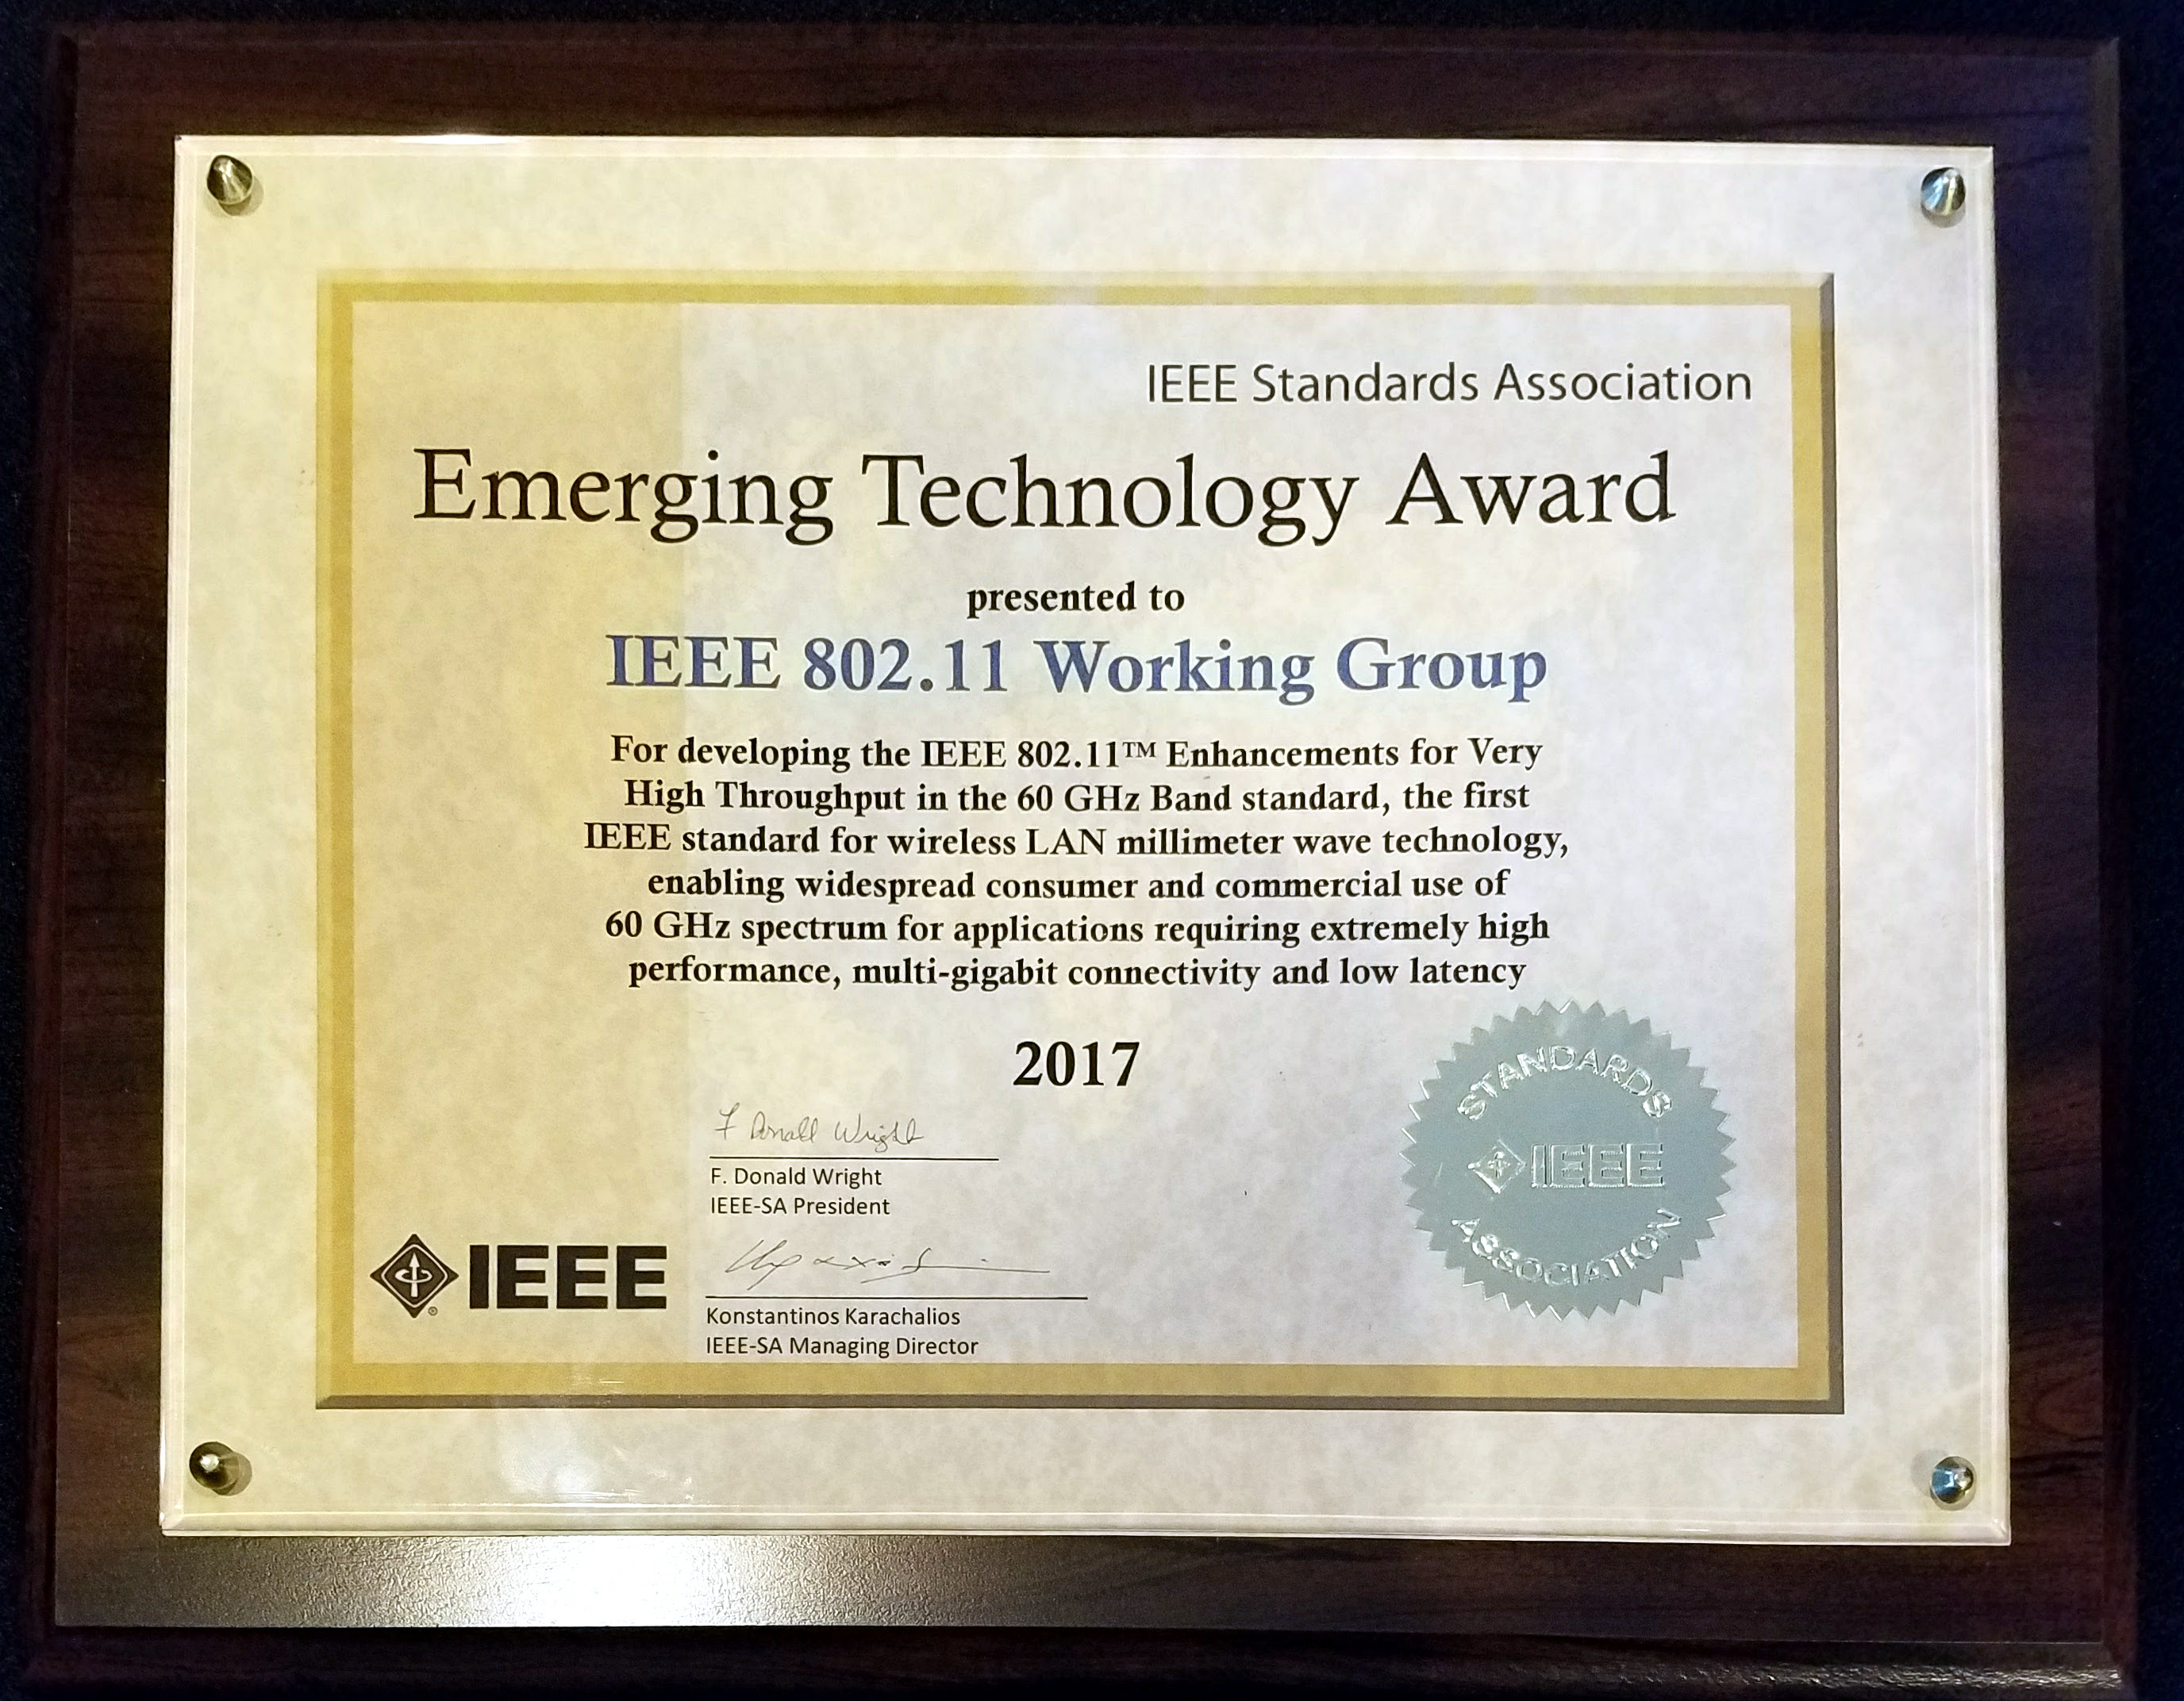 IEEE Standards Association
Emerging Technology Award
presented to
IEEE 802.11 Working Group
For developing the IEEE 802.11™ Enhancements for Very
High Throughput in the 60 GHz Band standard, the first
IEEE standard for wireless LAN millimeter wave technology,
enabling widespread consumer and commercial use of
60 GHz spectrum for applications requiring extremely high
performance, multi-gigabit connectivity and low latency
2017
F Donald Wright
F. Donald Wright
IEEE-SA President
Konstantinos Karachalios
IEEE-SA Managing Director
IEEE
®
STANDARDS
IEEE
ASSOCIATION